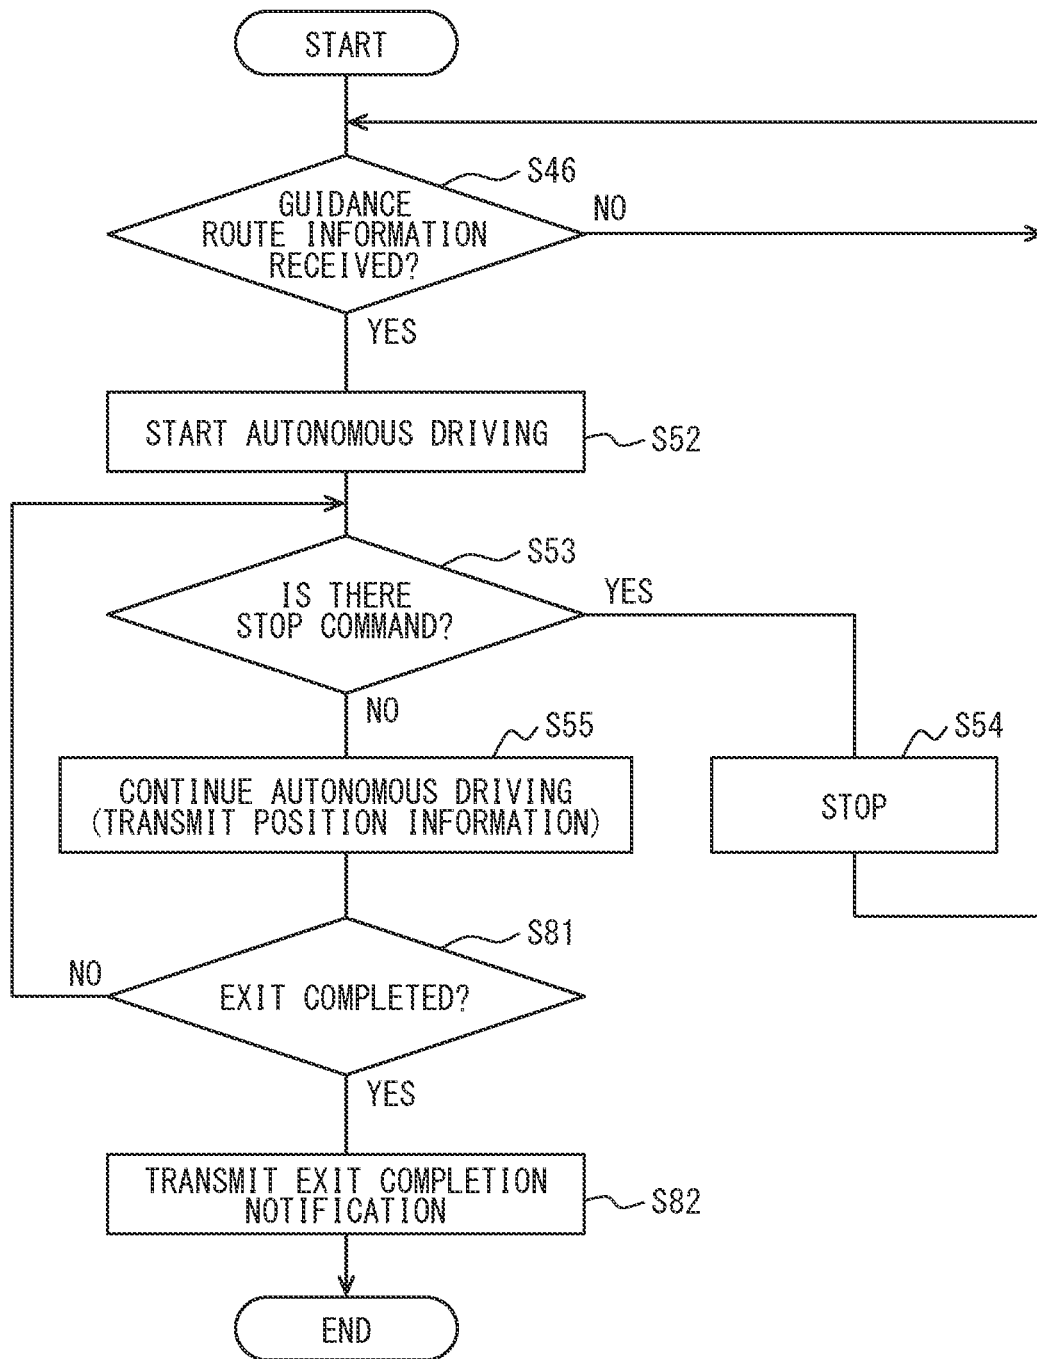 START
S46
GUIDANCE
ROUTE INFORMATION
RECEIVED?
NO
YES
START AUTONOMOUS DRIVING
S52
S53
IS THERE
STOP COMMAND?
YES
NO
S55
S54
CONTINUE AUTONOMOUS DRIVING
(TRANSMIT POSITION INFORMATION)
STOP
S81
NO
EXIT COMPLETED?
YES
TRANSMIT EXIT COMPLETION
NOTIFICATION
S82
END